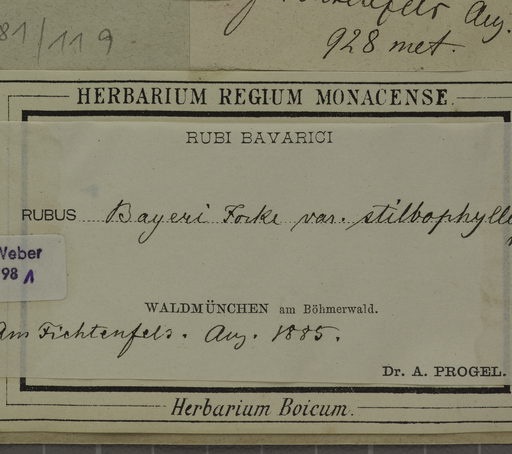 81/119.
Aug.
928 met.
HERBARIUM REGIUM MONACENSE.
RUBI BAVARICI
RUBUS Bayeri Focke var. stilbophylla
Weber
98 1
WALDMÜNCHEN am Böhmerwald.
Am Fichtenfels. Aug. 1885.
Dr. A. PROGEL.
Herbarium Boicum.